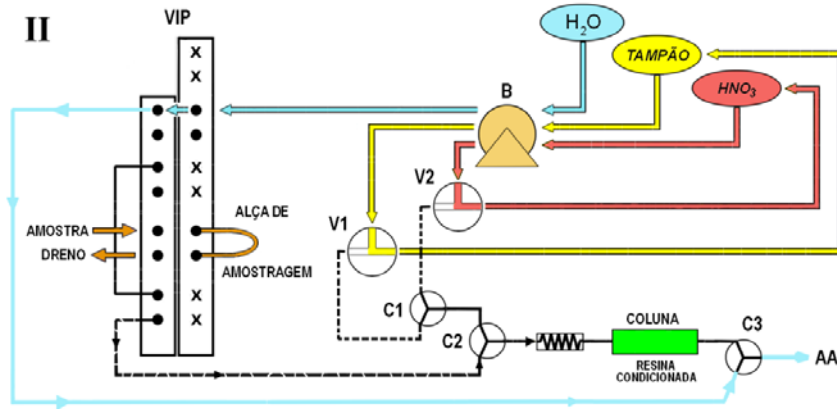 II
VIP
H₂O
TAMPÃO
HNO₃
B
V2
V1
X
X
X
X
X
X
AMOSTRA
DRENO
ALÇA DE
AMOSTRAGEM
C1
C2
COLUNA
RESINA
CONDICIONADA
C3
AA